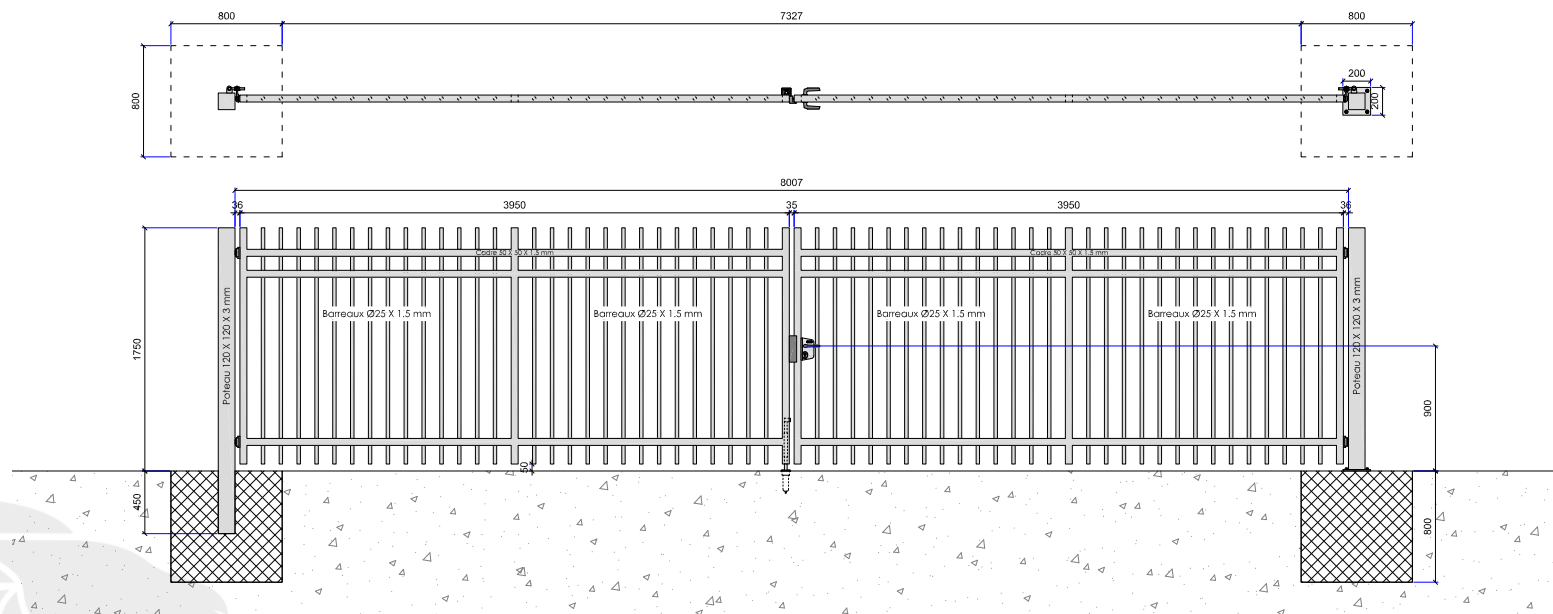 800
7327
800
800
200
200
8007
36
3950
35
3950
36
Cadre 50 X 50 X 1.5 mm
Cadre 50 X 50 X 1.5 mm
Barreaux Ø25 X 1.5 mm
Barreaux Ø25 X 1.5 mm
Barreaux Ø25 X 1.5 mm
Barreaux Ø25 X 1.5 mm
1750
Poteau 120 X 120 X 3 mm
Poteau 120 X 120 X 3 mm
900
50
450
800